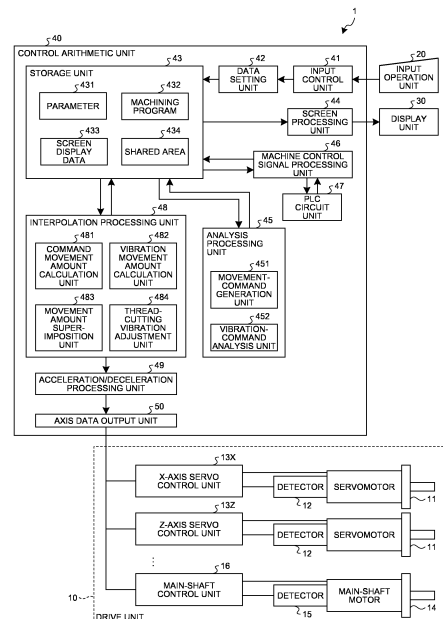 1
40
CONTROL ARITHMETIC UNIT
43
STORAGE UNIT
431
PARAMETER
432
MACHINING
PROGRAM
433
SCREEN
DISPLAY
DATA
434
SHARED AREA
42
DATA
SETTING
UNIT
41
INPUT
CONTROL
UNIT
20
INPUT
OPERATION
UNIT
44
SCREEN
PROCESSING
UNIT
30
DISPLAY
UNIT
46
MACHINE CONTROL
SIGNAL PROCESSING
UNIT
47
PLC
CIRCUIT
UNIT
48
INTERPOLATION PROCESSING UNIT
481
COMMAND
MOVEMENT
AMOUNT
CALCULATION
UNIT
482
VIBRATION
MOVEMENT
AMOUNT
CALCULATION
UNIT
483
MOVEMENT
AMOUNT
SUPER-
IMPOSITION
UNIT
484
THREAD-
CUTTING
VIBRATION
ADJUSTMENT
UNIT
45
ANALYSIS
PROCESSING
UNIT
451
MOVEMENT-
COMMAND
GENERATION
UNIT
452
VIBRATION-
COMMAND
ANALYSIS UNIT
49
ACCELERATION/DECELERATION
PROCESSING UNIT
50
AXIS DATA OUTPUT UNIT
13X
X-AXIS SERVO
CONTROL UNIT
DETECTOR
12
SERVOMOTOR
11
13Z
Z-AXIS SERVO
CONTROL UNIT
DETECTOR
12
SERVOMOTOR
11
16
MAIN-SHAFT
CONTROL UNIT
DETECTOR
15
MAIN-SHAFT
MOTOR
14
10
DRIVE UNIT